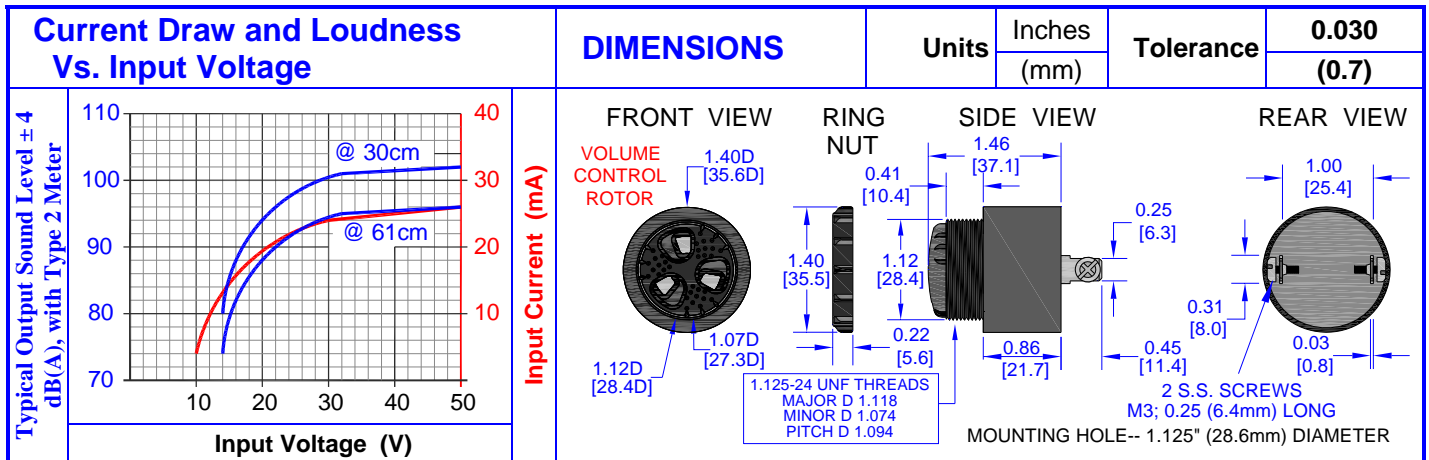 Current Draw and Loudness
Vs. Input Voltage
DIMENSIONS
Units
Inches
(mm)
Tolerance
0.030
(0.7)
Typical Output Sound Level ± 4
dB(A), with Type 2 Meter
110
100
90
80
70
@ 30cm
@ 61cm
40
30
20
10
Input Current (mA)
10 20 30 40 50
Input Voltage (V)
FRONT VIEW
VOLUME
CONTROL
ROTOR
1.40D
[35.6D]
1.12D
[28.4D]
1.07D
[27.3D]
RING
NUT
1.40
[35.5]
0.22
[5.6]
SIDE VIEW
1.46
[37.1]
0.41
[10.4]
1.12
[28.4]
0.25
[6.3]
0.86
[21.7]
0.45
[11.4]
1.125-24 UNF THREADS
MAJOR D 1.118
MINOR D 1.074
PITCH D 1.094
REAR VIEW
1.00
[25.4]
0.31
[8.0]
0.03
[0.8]
2 S.S. SCREWS
M3; 0.25 (6.4mm) LONG
MOUNTING HOLE-- 1.125" (28.6mm) DIAMETER